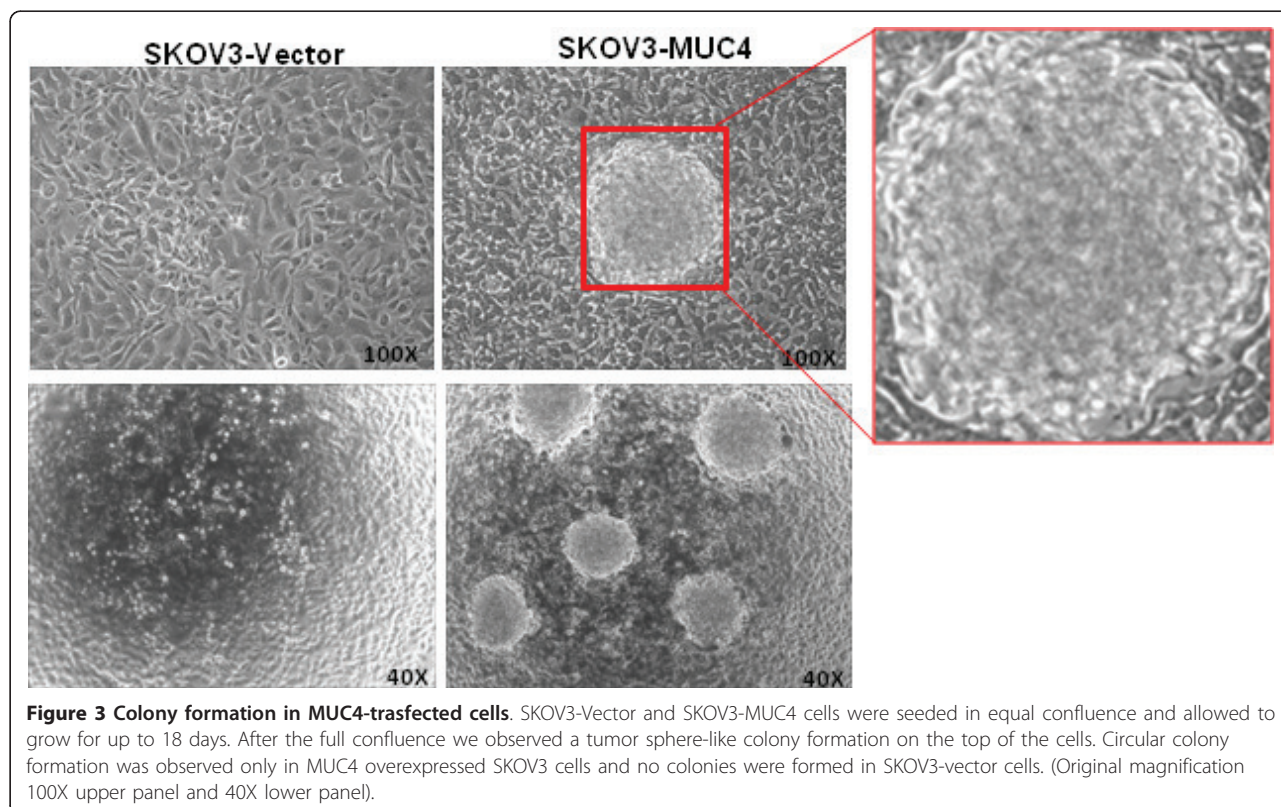 SKOV3-Vector
SKOV3-MUC4
100X
100X
40X
40X
Figure 3 Colony formation in MUC4-trasfected cells. SKOV3-Vector and SKOV3-MUC4 cells were seeded in equal confluence and allowed to
grow for up to 18 days. After the full confluence we observed a tumor sphere-like colony formation on the top of the cells. Circular colony
formation was observed only in MUC4 overexpressed SKOV3 cells and no colonies were formed in SKOV3-vector cells. (Original magnification
100X upper panel and 40X lower panel).